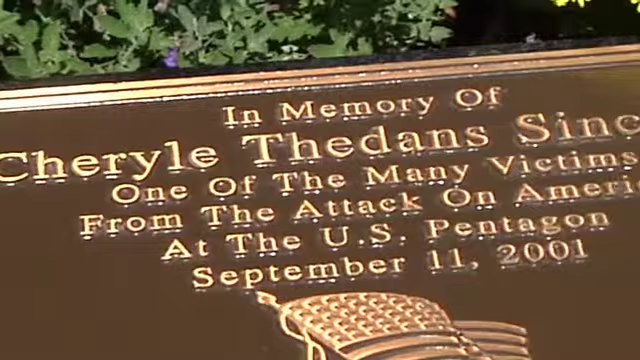 In Memory Of
Cheryle Thedans Sinc
One Of The Many Victims
From The Attack On Americ
At The U.S. Pentagon
September 11, 2001